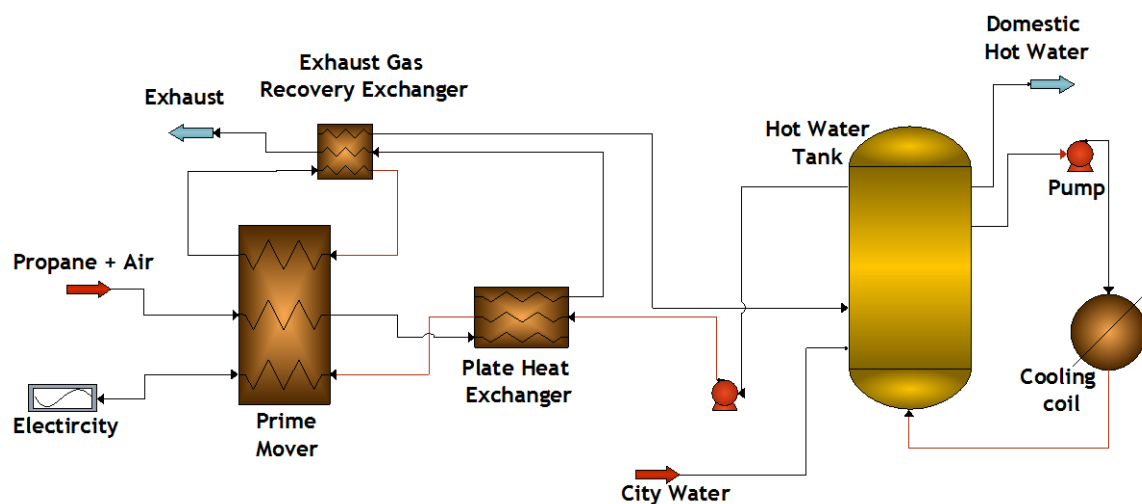 Domestic
Hot Water
Exhaust Gas
Recovery Exchanger
Exhaust
Hot Water
Tank
Pump
Propane + Air
Plate Heat
Exchanger
Cooling
coil
Electircity
Prime
Mover
City Water